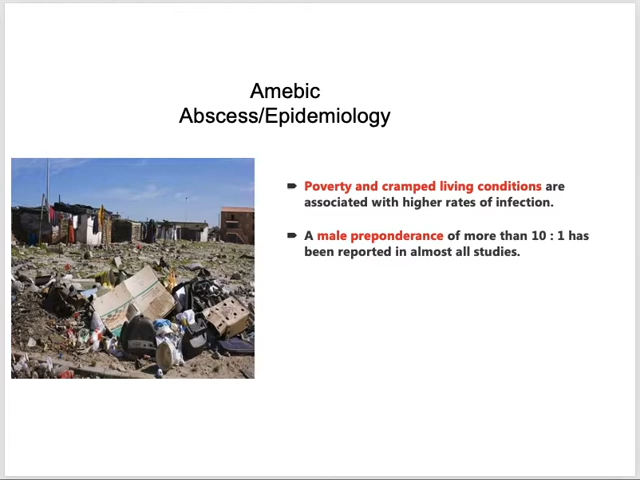 Amebic
Abscess/Epidemiology
Poverty and cramped living conditions are
associated with higher rates of infection.
A male preponderance of more than 10 : 1 has
been reported in almost all studies.